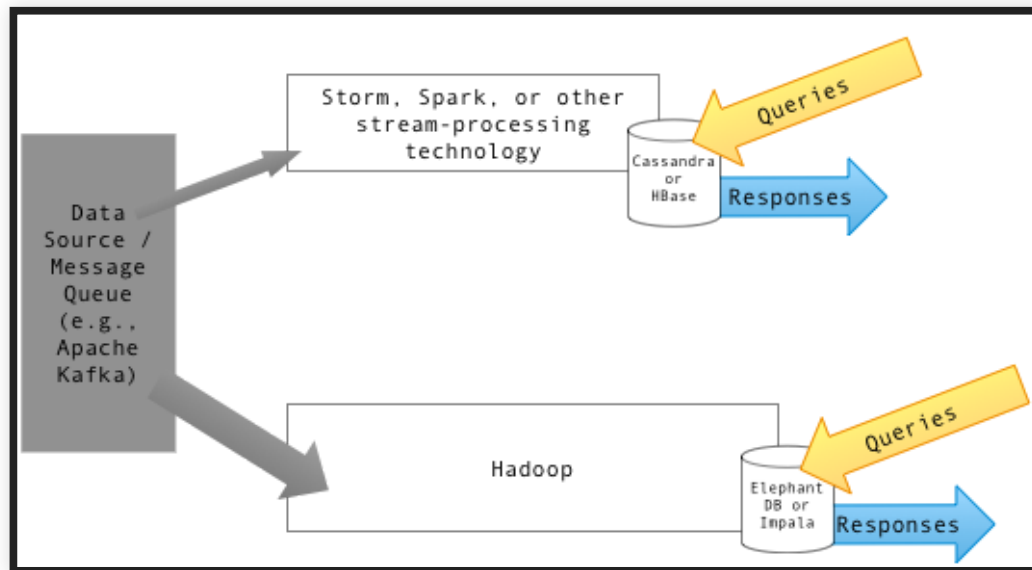 Storm, Spark, or other
stream-processing
technology
Queries
Cassandra
or
HBase
Responses
Data
Source /
Message
Queue
(e.g.,
Apache
Kafka)
Hadoop
Queries
Elephant
DB or
Impala
Responses